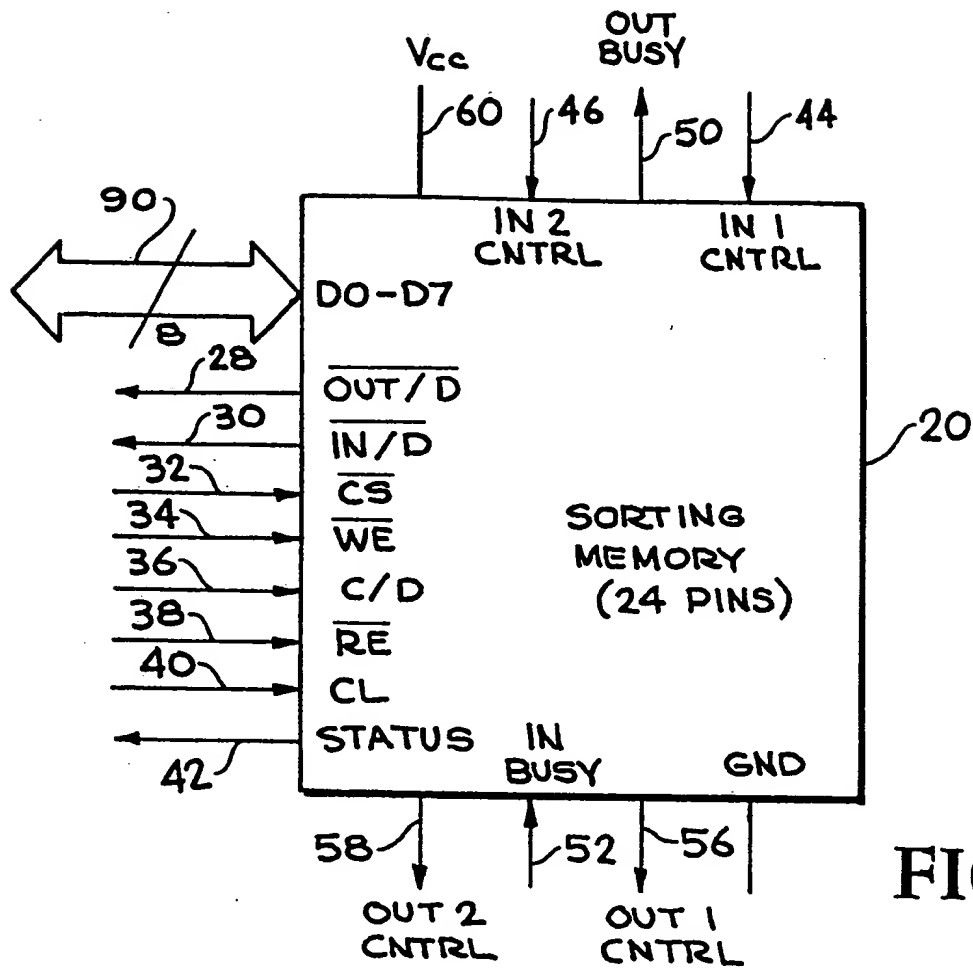 OUT
BUSY
Vcc
60
46
50
44
90
IN 2
CNTRL
IN 1
CNTRL
D0-D7
8
28
OUT/D
30
IN/D
20
32
CS
34
WE
SORTING
MEMORY
(24 PINS)
36
C/D
38
RE
40
CL
STATUS
42
IN
BUSY
GND
58
52
56
OUT 2
CNTRL
OUT 1
CNTRL
FIG